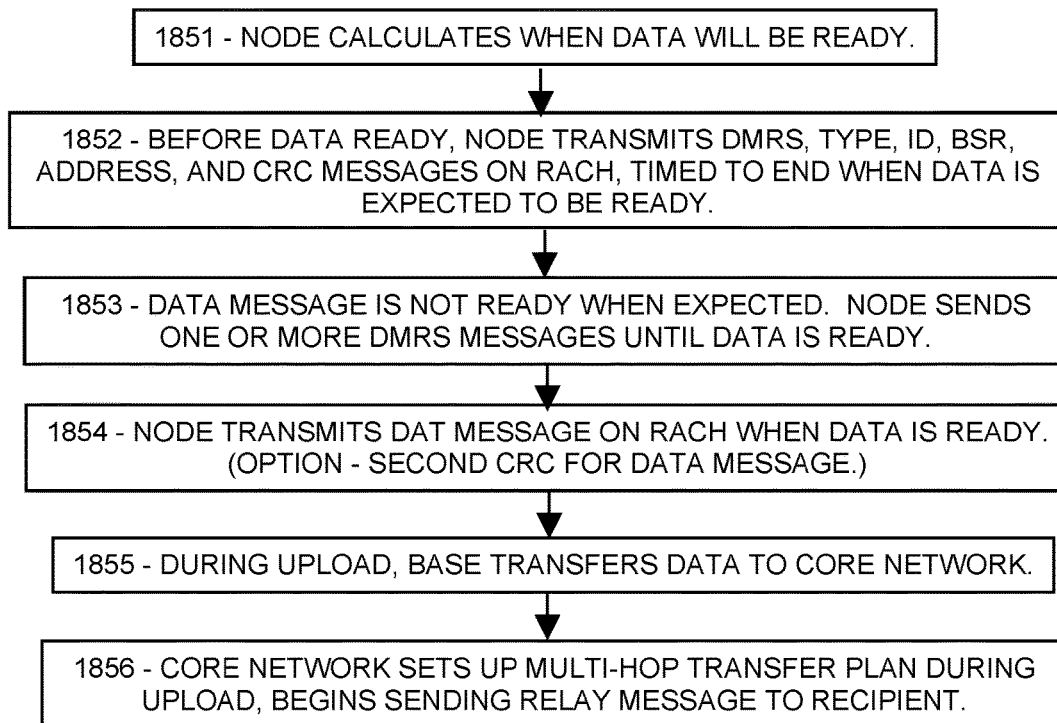 1851 - NODE CALCULATES WHEN DATA WILL BE READY.
1852 - BEFORE DATA READY, NODE TRANSMITS DMRS, TYPE, ID, BSR,
ADDRESS, AND CRC MESSAGES ON RACH, TIMED TO END WHEN DATA IS
EXPECTED TO BE READY.
1853 - DATA MESSAGE IS NOT READY WHEN EXPECTED. NODE SENDS
ONE OR MORE DMRS MESSAGES UNTIL DATA IS READY.
1854 - NODE TRANSMITS DAT MESSAGE ON RACH WHEN DATA IS READY.
(OPTION - SECOND CRC FOR DATA MESSAGE.)
1855 - DURING UPLOAD, BASE TRANSFERS DATA TO CORE NETWORK.
1856 - CORE NETWORK SETS UP MULTI-HOP TRANSFER PLAN DURING
UPLOAD, BEGINS SENDING RELAY MESSAGE TO RECIPIENT.